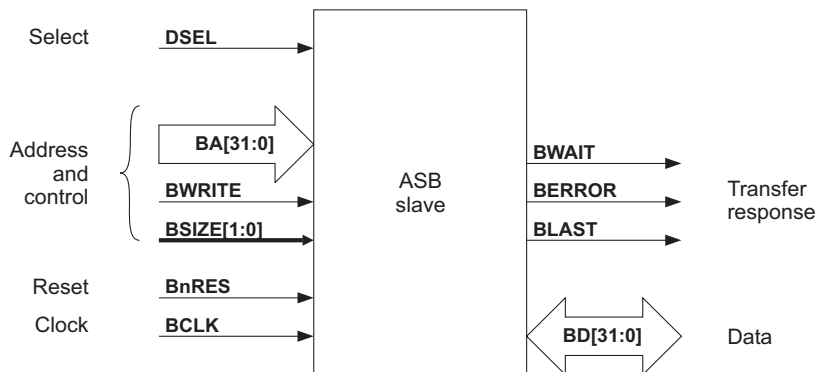 Select
DSEL
Address
and
control
BA[31:0]
BWRITE
BSIZE[1:0]
Reset
BnRES
Clock
BCLK
ASB
slave
BWAIT
BERROR
BLAST
Transfer
response
BD[31:0]
Data